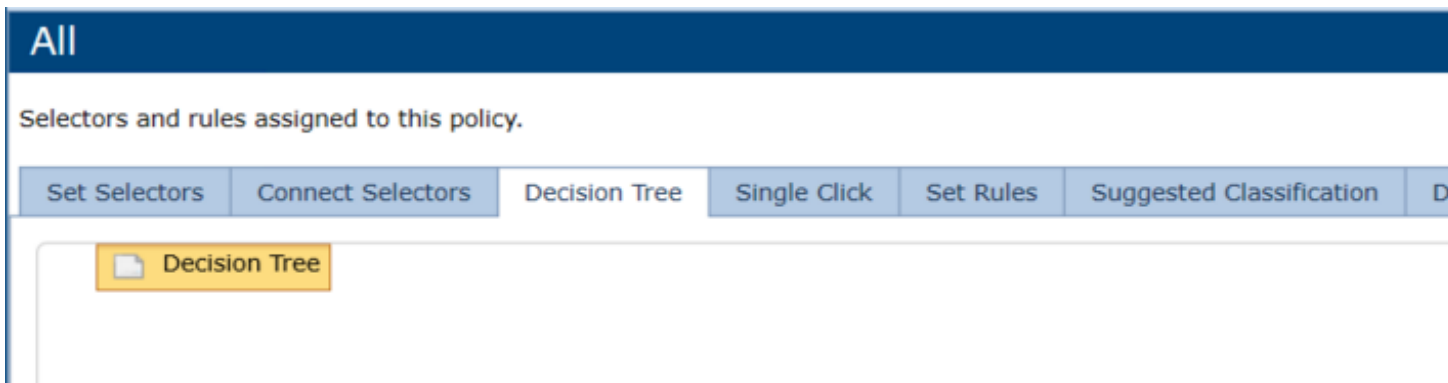 All
Selectors and rules assigned to this policy.
Set Selectors Connect Selectors Decision Tree Single Click Set Rules Suggested Classification D
Decision Tree